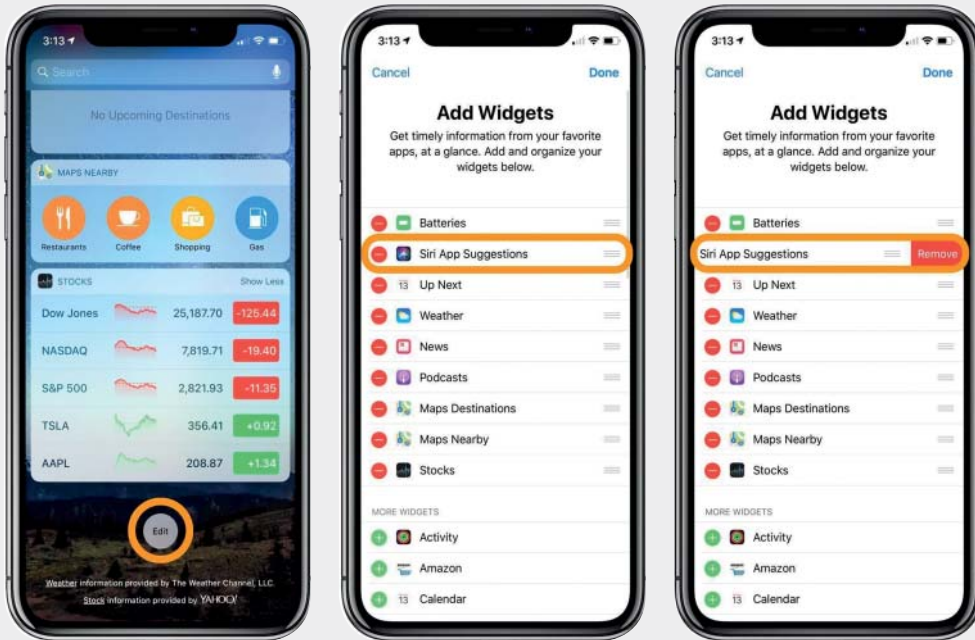 3:13
Search
No Upcoming Destinations
MAPS NEARBY
Restaurants Coffee Shopping Gas
STOCKS Show Less
Dow Jones 25,187.70 -125.44
NASDAQ 7,819.71 -19.40
S&P 500 2,821.93 -11.35
TSLA 356.41 +0.92
AAPL 208.87 +1.34
Edit
Weather information provided by The Weather Channel, LLC.
Stock information provided by YAHOO!
3:13
Cancel Done
Add Widgets
Get timely information from your favorite
apps, at a glance. Add and organize your
widgets below.
Batteries
Siri App Suggestions
13 Up Next
Weather
News
Podcasts
Maps Destinations
Maps Nearby
Stocks
MORE WIDGETS
Activity
Amazon
13 Calendar
3:13
Cancel Done
Add Widgets
Get timely information from your favorite
apps, at a glance. Add and organize your
widgets below.
Batteries
Siri App Suggestions Remove
13 Up Next
Weather
News
Podcasts
Maps Destinations
Maps Nearby
Stocks
MORE WIDGETS
Activity
Amazon
13 Calendar